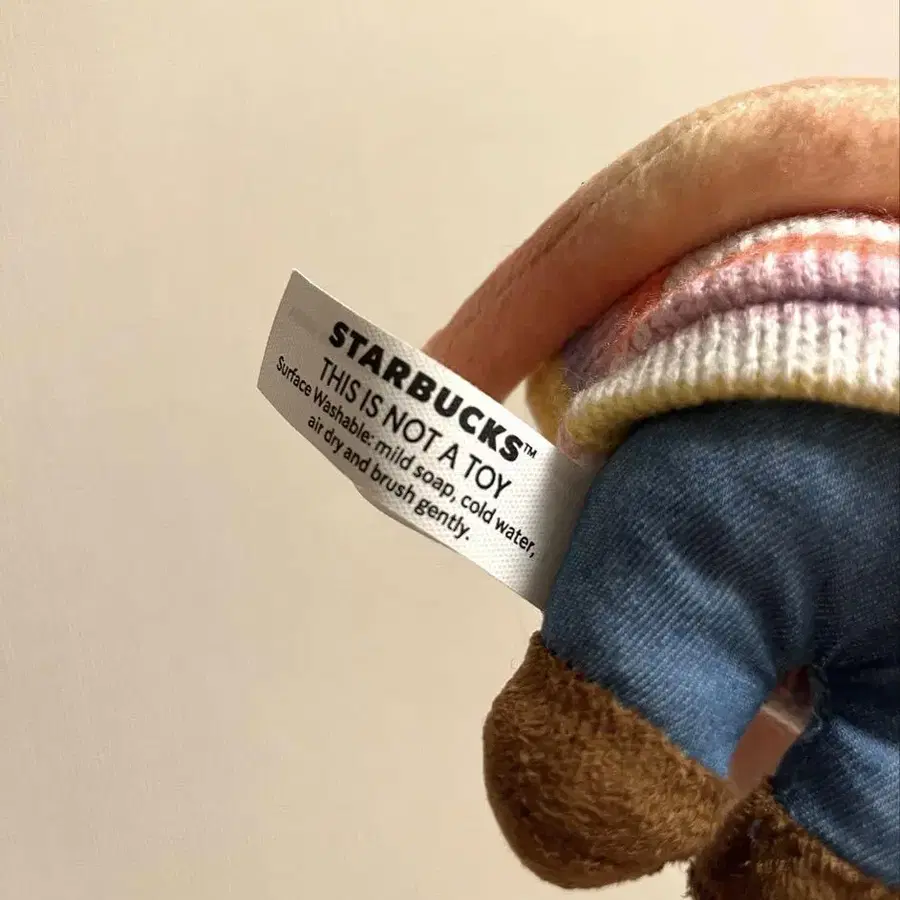 STARBUCKS™
THIS IS NOT A TOY
Surface Washable: mild soap, cold water,
air dry and brush gently.